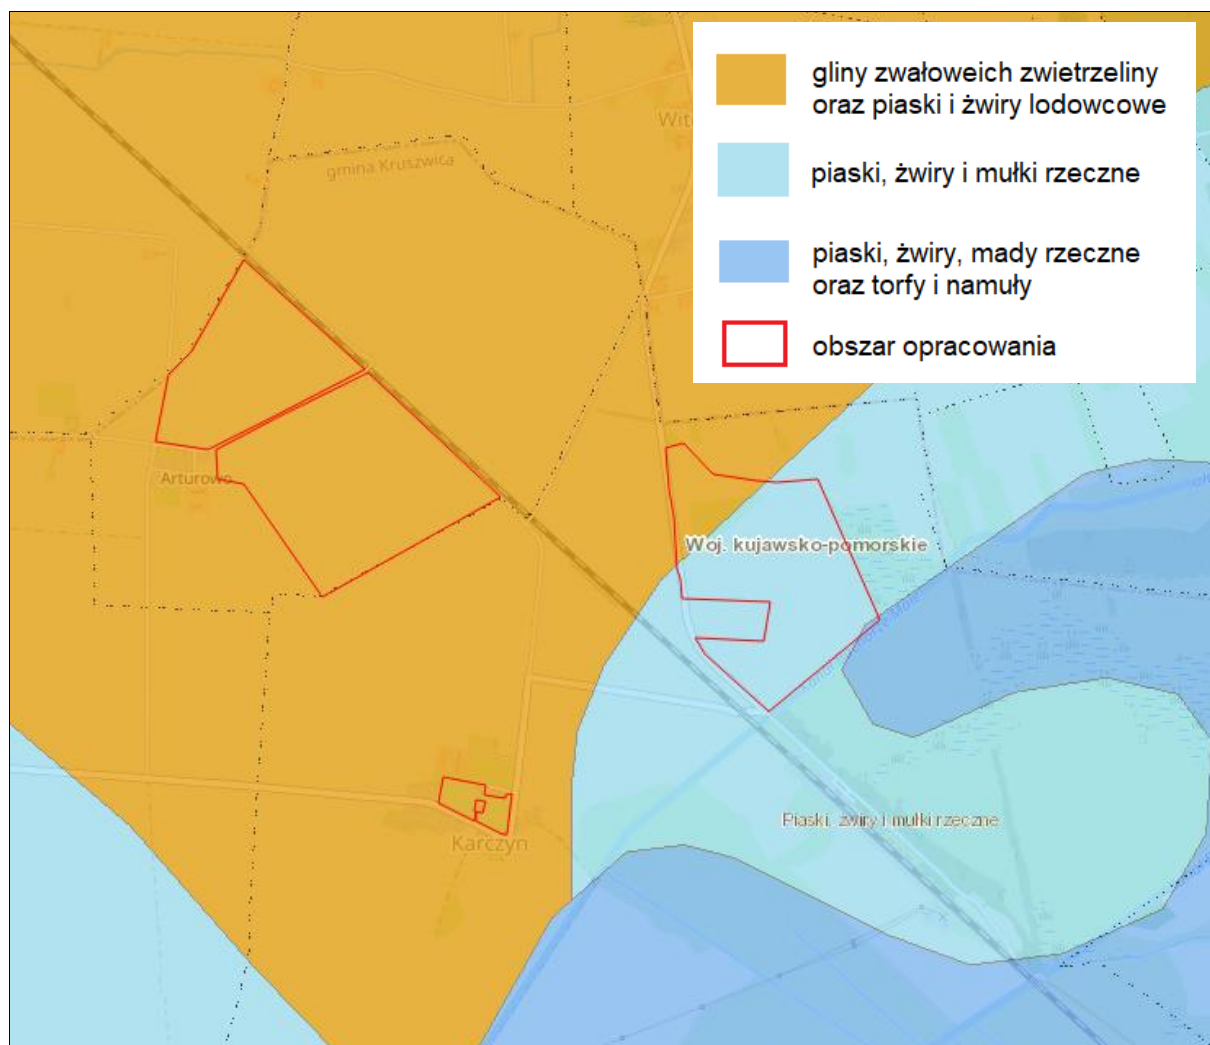 gliny zwałoweich zwietrzeliny
oraz piaski i żwiry lodowcowe
piaski, żwiry i mułki rzeczne
piaski, żwiry, mady rzeczne
oraz torfy i namuły
obszar opracowania
gmina Kruszwica
Arturowo
Woj. kujawsko-pomorskie
Piaski, żwiry i mułki rzeczne
Karczyn